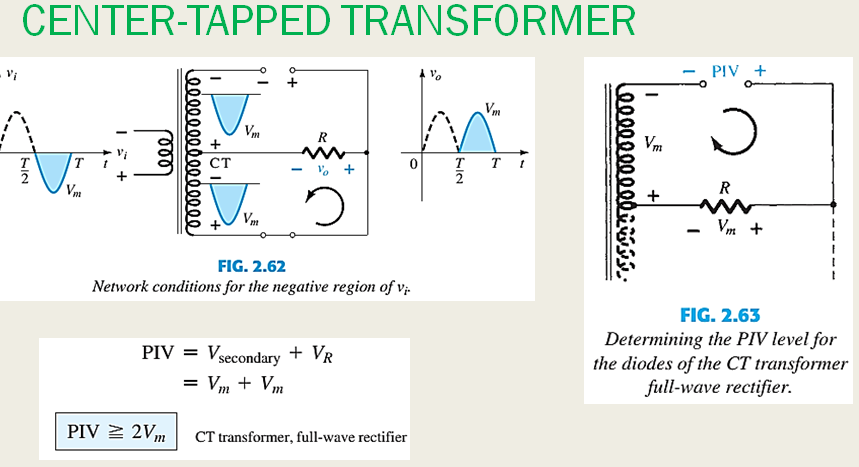 CENTER-TAPPED TRANSFORMER
vi
T/2
T
t
Vm
−
vi
+
−
Vm
+
CT
−
Vm
+
−
+
R
− vo +
vo
Vm
0
T/2
T
t
FIG. 2.62
Network conditions for the negative region of vi.
PIV = Vsecondary + VR
= Vm + Vm
PIV ≧ 2Vm
CT transformer, full-wave rectifier
− PIV +
−
Vm
+
R
− Vm +
FIG. 2.63
Determining the PIV level for
the diodes of the CT transformer
full-wave rectifier.